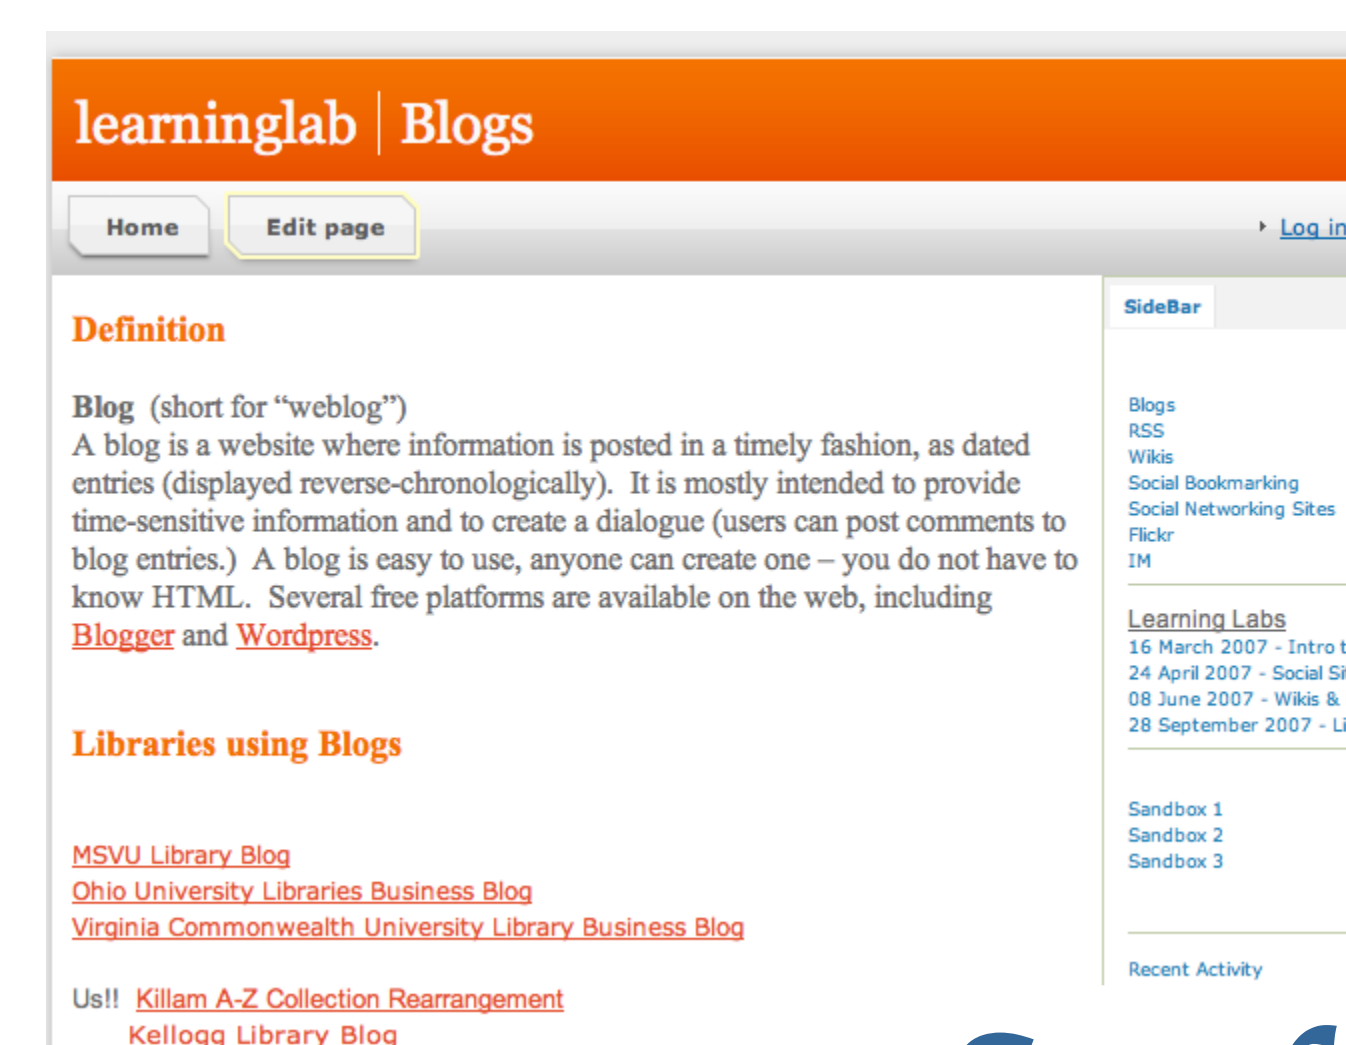 learninglab | Blogs
Home
Edit page
Log in
Definition
Blog (short for “weblog”)
A blog is a website where information is posted in a timely fashion, as dated
entries (displayed reverse-chronologically). It is mostly intended to provide
time-sensitive information and to create a dialogue (users can post comments to
blog entries.) A blog is easy to use, anyone can create one – you do not have to
know HTML. Several free platforms are available on the web, including
Blogger and Wordpress.
Libraries using Blogs
MSVU Library Blog
Ohio University Libraries Business Blog
Virginia Commonwealth University Library Business Blog
Us!! Killam A-Z Collection Rearrangement
Kellogg Library Blog
SideBar
Blogs
RSS
Wikis
Social Bookmarking
Social Networking Sites
Flickr
IM
Learning Labs
16 March 2007 - Intro
24 April 2007 - Social
08 June 2007 - Wikis &
28 September 2007 -
Sandbox 1
Sandbox 2
Sandbox 3
Recent Activity